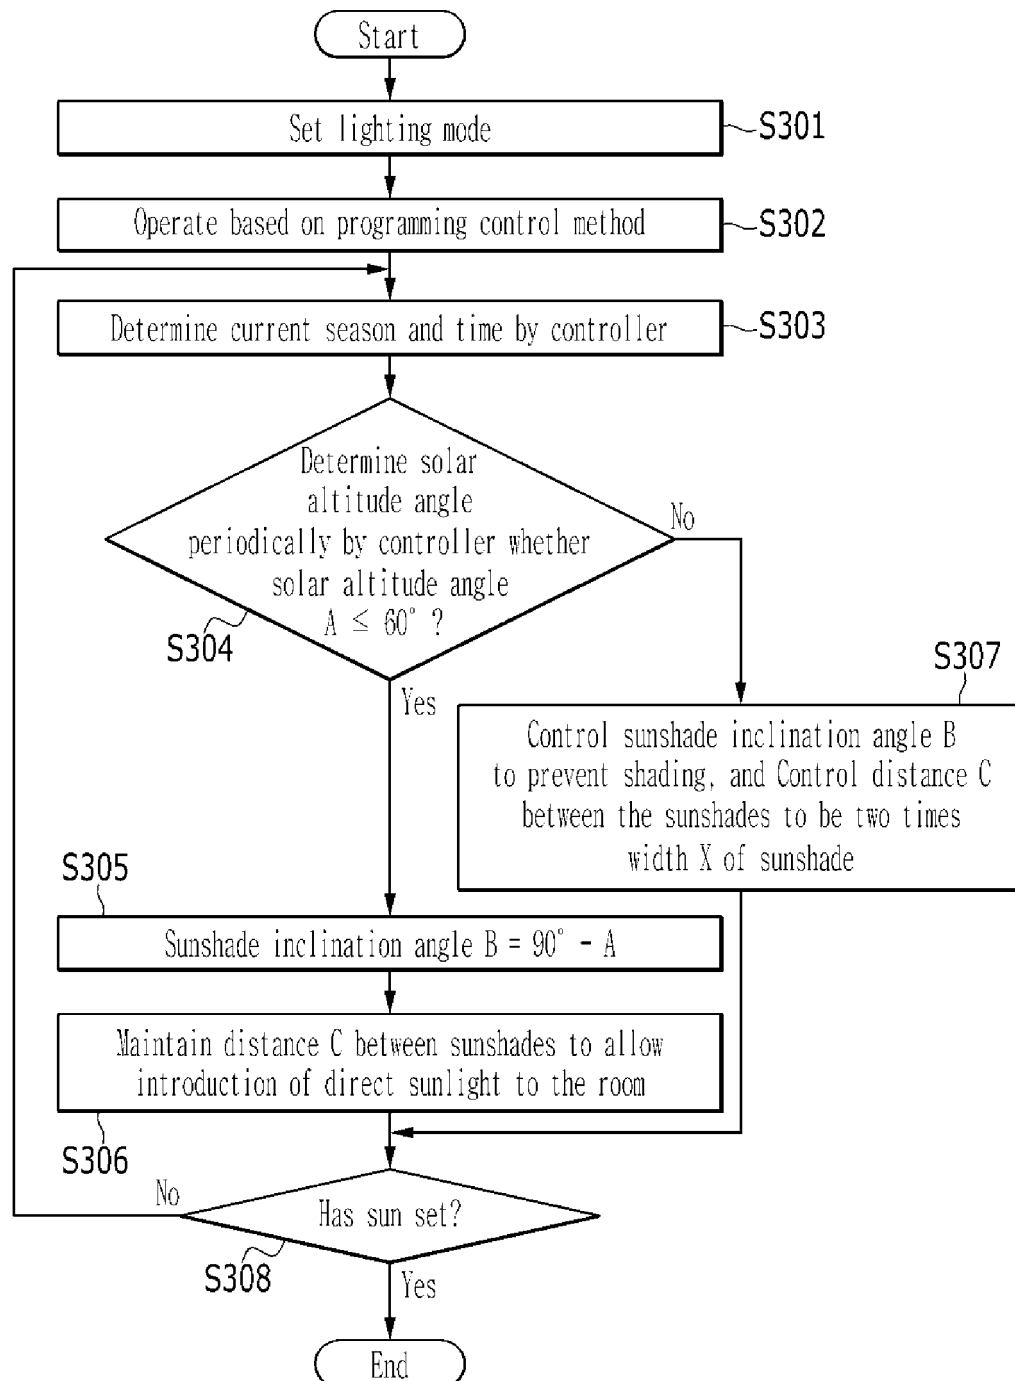 Start
Set lighting mode
S301
Operate based on programming control method
S302
Determine current season and time by controller
S303
Determine solar
altitude angle
periodically by controller whether
solar altitude angle
A ≤ 60° ?
S304
No
Yes
S307
Control sunshade inclination angle B
to prevent shading, and Control distance C
between the sunshades to be two times
width X of sunshade
S305
Sunshade inclination angle B = 90° - A
Maintain distance C between sunshades to allow
introduction of direct sunlight to the room
S306
No
Has sun set?
S308
Yes
End